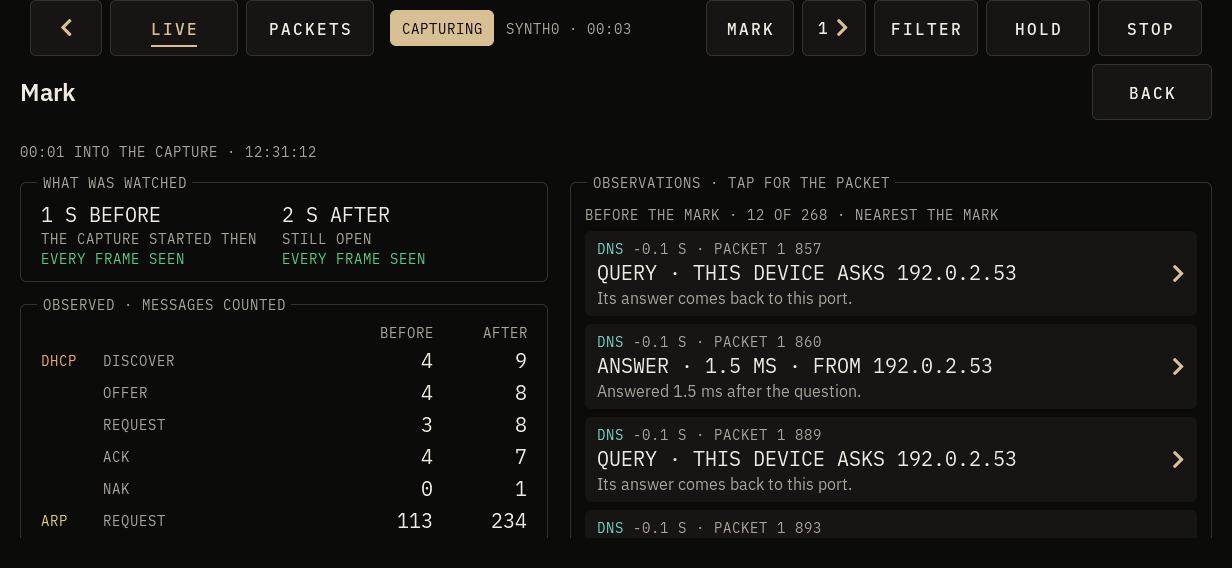 LIVE
PACKETS
CAPTURING
SYNTH0 · 00:03
MARK
1
FILTER
HOLD
STOP
Mark
BACK
00:01 INTO THE CAPTURE · 12:31:12
WHAT WAS WATCHED
1 S BEFORE
2 S AFTER
THE CAPTURE STARTED THEN
STILL OPEN
EVERY FRAME SEEN
EVERY FRAME SEEN
OBSERVED · MESSAGES COUNTED
BEFORE AFTER
DHCP DISCOVER 4 9
OFFER 4 8
REQUEST 3 8
ACK 4 7
NAK 0 1
ARP REQUEST 113 234
OBSERVATIONS · TAP FOR THE PACKET
BEFORE THE MARK · 12 OF 268 · NEAREST THE MARK
DNS -0.1 S · PACKET 1 857
QUERY · THIS DEVICE ASKS 192.0.2.53
Its answer comes back to this port.
DNS -0.1 S · PACKET 1 860
ANSWER · 1.5 MS · FROM 192.0.2.53
Answered 1.5 ms after the question.
DNS -0.1 S · PACKET 1 889
QUERY · THIS DEVICE ASKS 192.0.2.53
Its answer comes back to this port.
DNS -0.1 S · PACKET 1 893